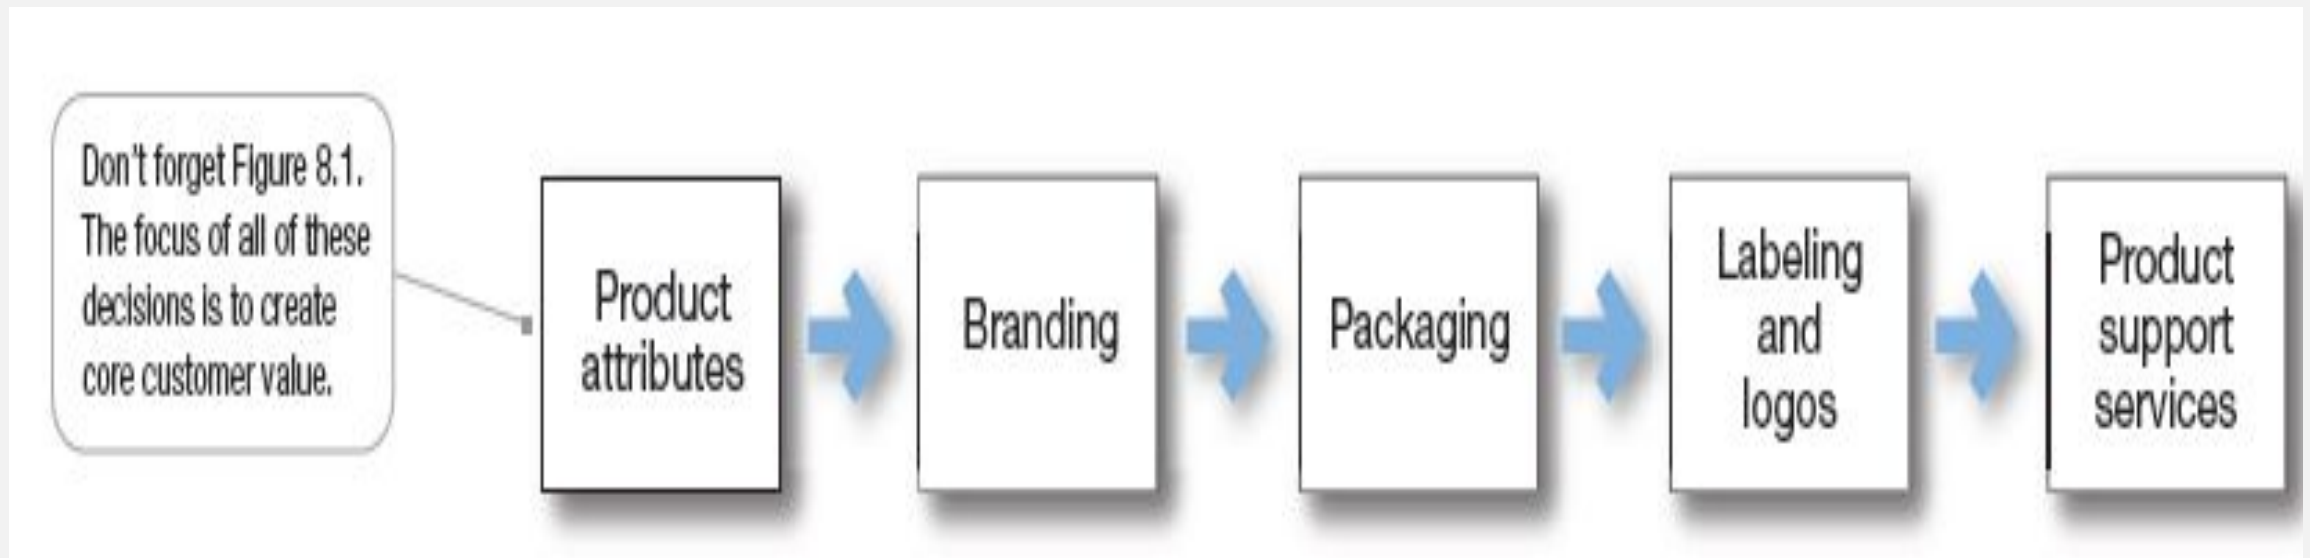 Don't forget Figure 8.1.
The focus of all of these
decisions is to create
core customer value.
Product
attributes
Branding
Packaging
Labeling
and
logos
Product
support
services